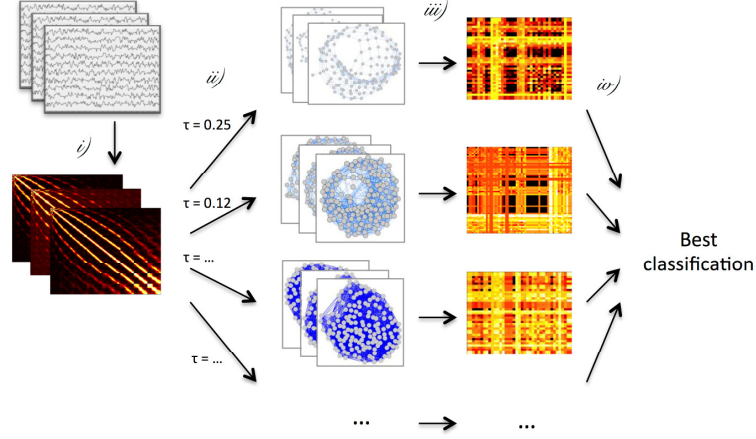 i)
ii)
iii)
iv)
τ = 0.25
τ = 0.12
τ = ...
τ = ...
Best
classification
...
...